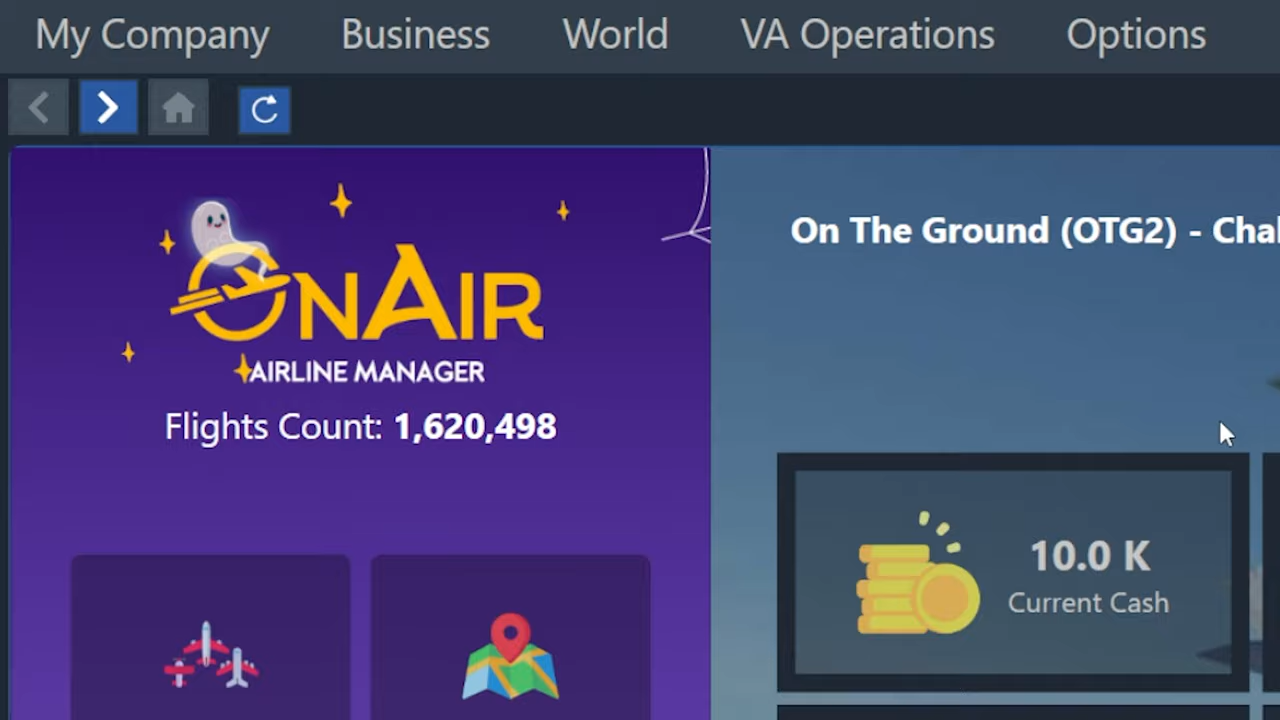 My Company Business World VA Operations Options
On The Ground (OTG2) - Chal
ONAIR
AIRLINE MANAGER
Flights Count: 1,620,498
10.0 K
Current Cash